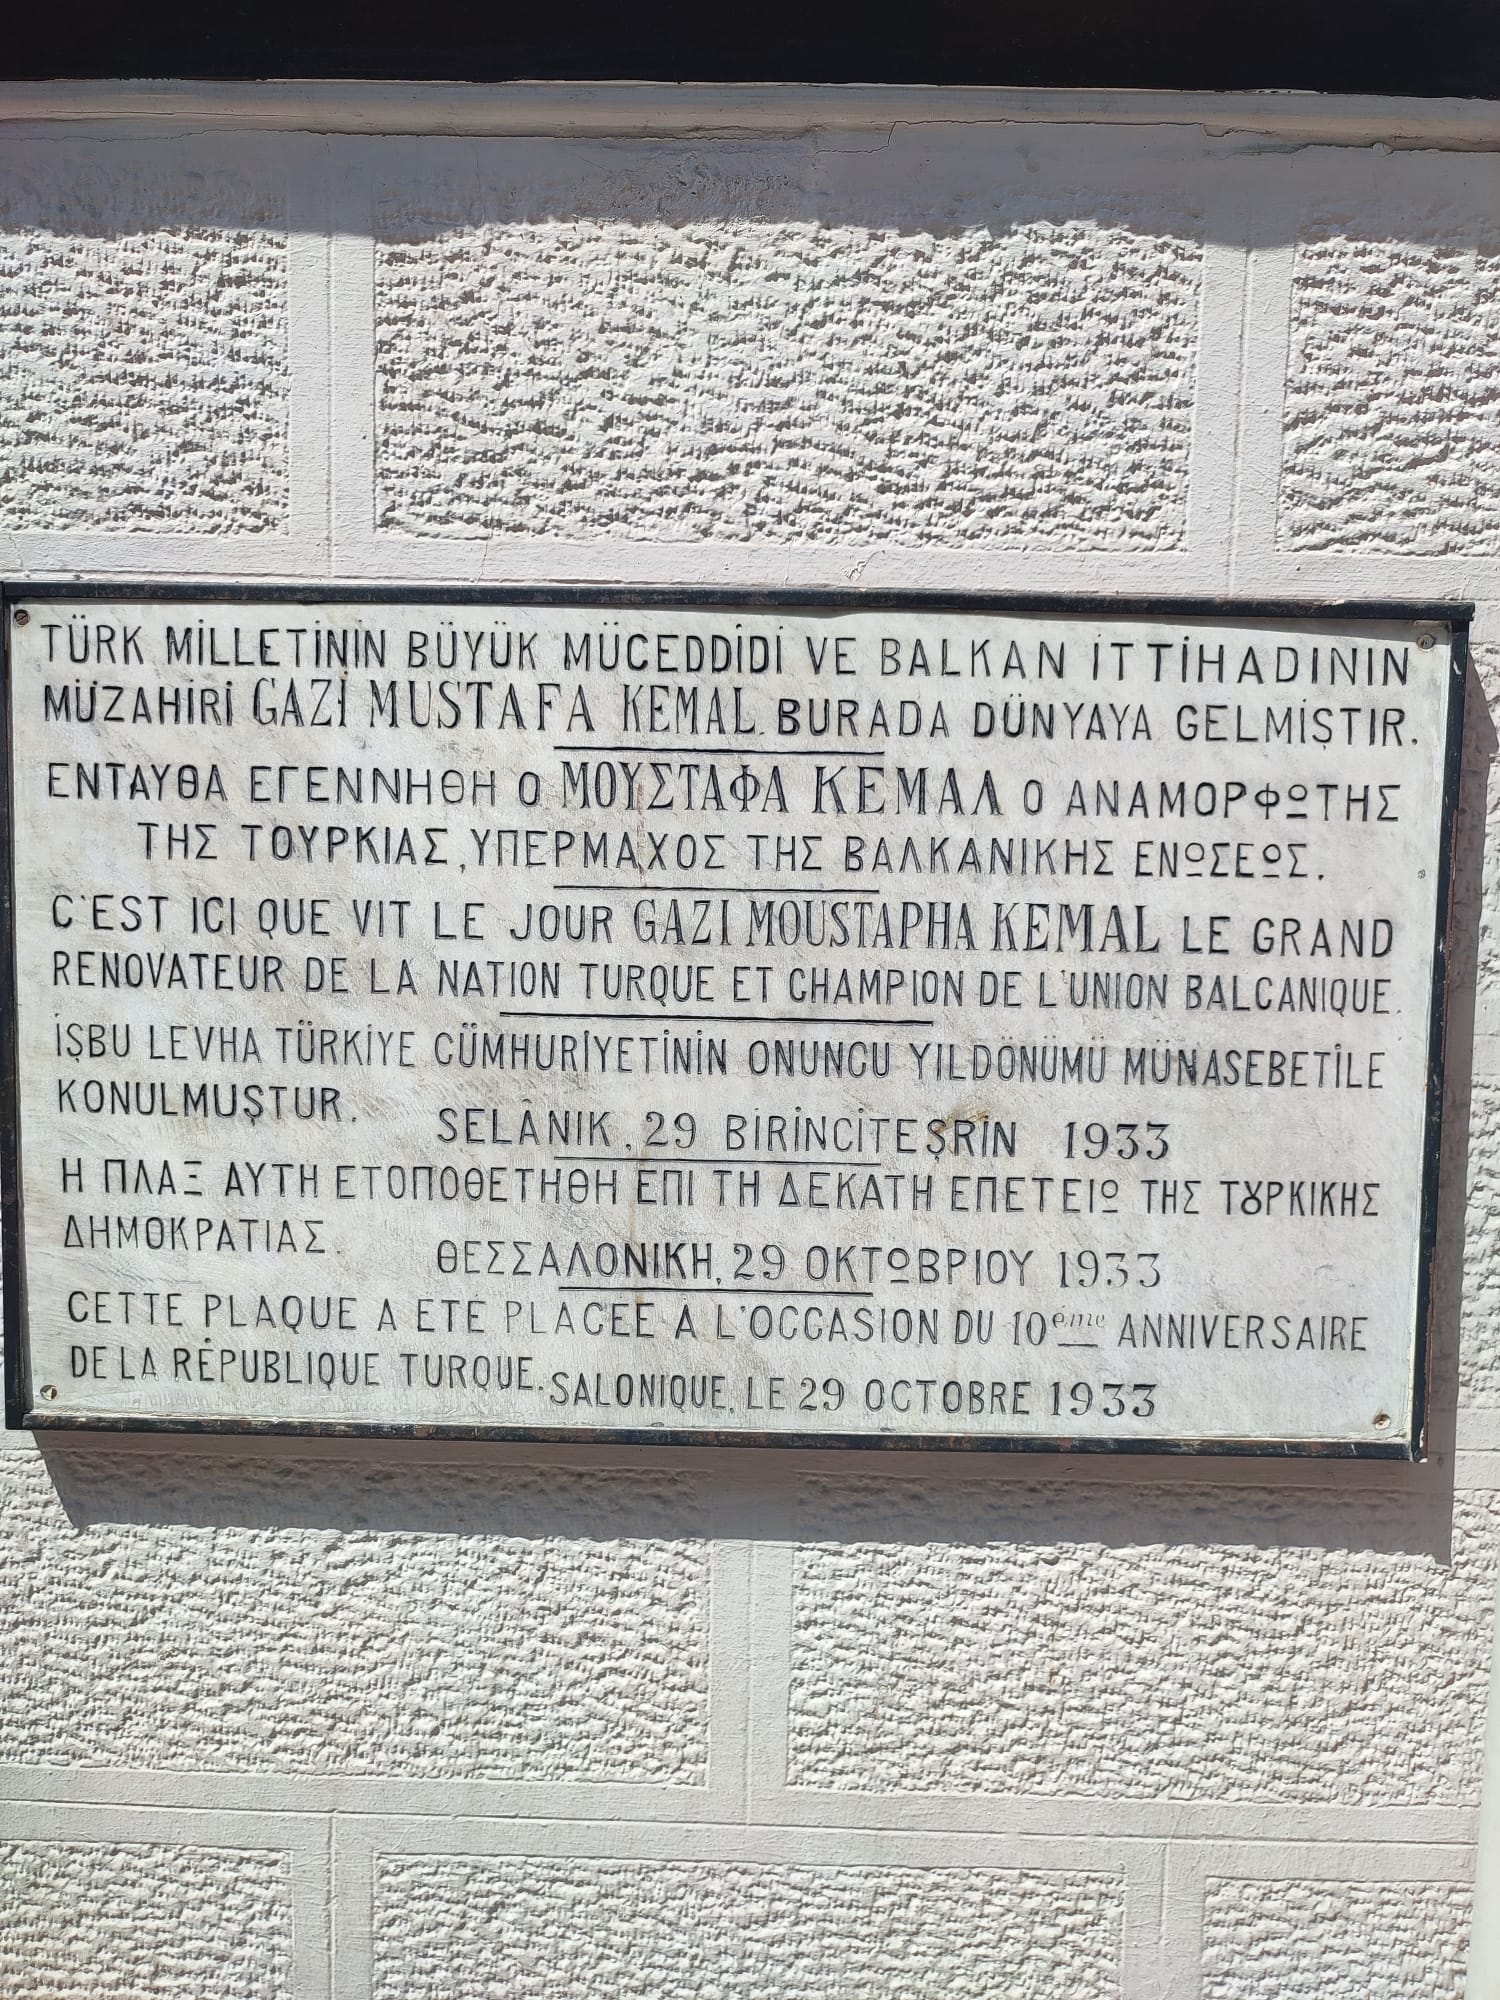 TÜRK MİLLETİNİN BÜYÜK MÜCEDDİDİ VE BALKAN İTTİHADININ
MÜZAHİRİ GAZİ MUSTAFA KEMAL. BURADA DÜNYAYA GELMİŞTİR.
ΕΝΤΑΥΘΑ ΕΓΕΝΝΗΘΗ Ο ΜΟΥΣΤΑΦΑ ΚΕΜΑΛ Ο ΑΝΑΜΟΡΦΩΤΗΣ
ΤΗΣ ΤΟΥΡΚΙΑΣ, ΥΠΕΡΜΑΧΟΣ ΤΗΣ ΒΑΛΚΑΝΙΚΗΣ ΕΝΩΣΕΩΣ.
C'EST ICI QUE VIT LE JOUR GAZI MOUSTAPHA KEMAL LE GRAND
RENOVATEUR DE LA NATION TURQUE ET CHAMPION DE L'UNION BALCANIQUE.
İŞBU LEVHA TÜRKİYE CÜMHURİYETİNİN ONUNCU YILDÖNÜMÜ MÜNASEBETİLE
KONULMUŞTUR.
SELÂNIK, 29 BİRİNCİTEŞRİN 1933
Η ΠΛΑΞ ΑΥΤΗ ΕΤΟΠΟΘΕΤΗΘΗ ΕΠΙ ΤΗ ΔΕΚΑΤΗ ΕΠΕΤΕΙΩ ΤΗΣ ΤȢΡΚΙΚΗΣ
ΔΗΜΟΚΡΑΤΙΑΣ.
ΘΕΣΣΑΛΟΝΙΚΗ, 29 ΟΚΤΩΒΡΙΟΥ 1933
CETTE PLAQUE A ETÉ PLACEE A L'OCCASION DU 10éme ANNIVERSAIRE
DE LA RÉPUBLIQUE TURQUE.
SALONIQUE, LE 29 OCTOBRE 1933